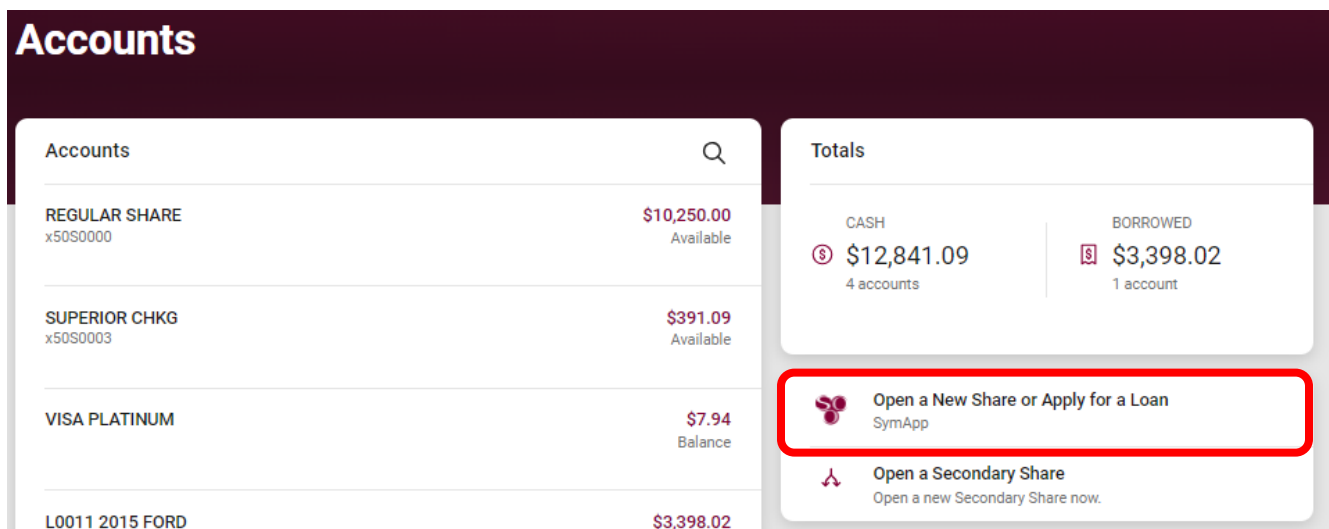 Accounts
Accounts
REGULAR SHARE
$10,250.00
x50S0000
Available
SUPERIOR CHKG
$391.09
x50S0003
Available
VISA PLATINUM
$7.94
Balance
L0011 2015 FORD
$3,398.02
Totals
CASH
$12,841.09
4 accounts
BORROWED
$3,398.02
1 account
Open a New Share or Apply for a Loan
SymApp
Open a Secondary Share
Open a new Secondary Share now.